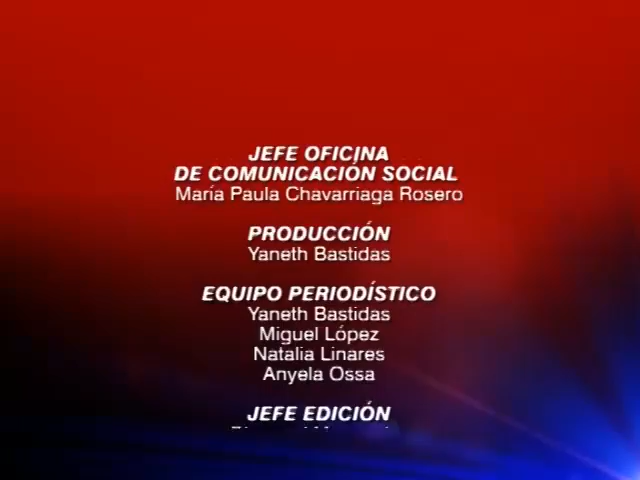 JEFE OFICINA
DE COMUNICACIÓN SOCIAL
María Paula Chavarriaga Rosero
PRODUCCIÓN
Yaneth Bastidas
EQUIPO PERIODÍSTICO
Yaneth Bastidas
Miguel López
Natalia Linares
Anyela Ossa
JEFE EDICIÓN